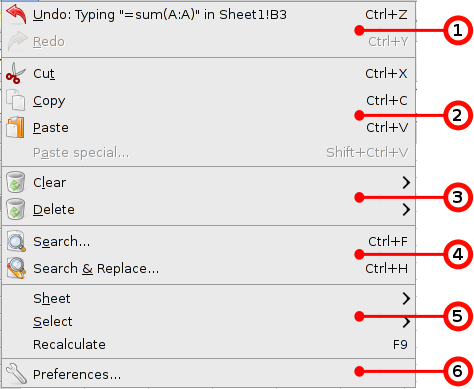 Undo: Typing "=sum(A:A)" in Sheet1!B3 Ctrl+Z
1
Redo Ctrl+Y
Cut Ctrl+X
Copy Ctrl+C
2
Paste Ctrl+V
Paste special... Shift+Ctrl+V
Clear
3
Delete
Search... Ctrl+F
4
Search & Replace... Ctrl+H
Sheet
5
Select
Recalculate F9
Preferences...
6